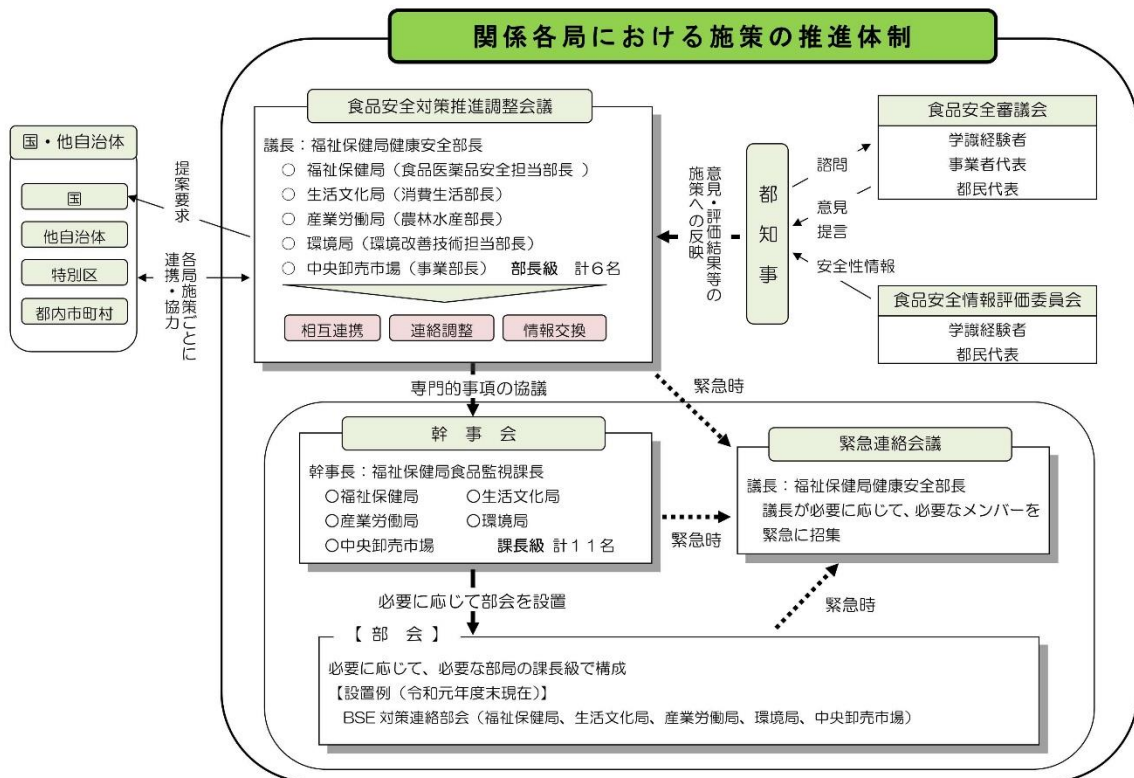 関係各局における施策の推進体制
国・他自治体
国
他自治体
特別区
都内市町村
提案要求
各局施策ごとに
連携・協力
食品安全対策推進調整会議
議長：福祉保健局健康安全部長
○ 福祉保健局（食品医薬品安全担当部長 ）
○ 生活文化局（消費生活部長）
○ 産業労働局（農林水産部長）
○ 環境局（環境改善技術担当部長）
○ 中央卸売市場（事業部長） 部長級 計６名
相互連携
連絡調整
情報交換
意見・評価結果等の
施策への反映
都知事
諮問
意見
提言
安全性情報
食品安全審議会
学識経験者
事業者代表
都民代表
食品安全情報評価委員会
学識経験者
都民代表
専門的事項の協議
緊急時
幹 事 会
幹事長：福祉保健局食品監視課長
○福祉保健局 ○生活文化局
○産業労働局 ○環境局
○中央卸売市場 課長級 計１１名
緊急時
緊急連絡会議
議長：福祉保健局健康安全部長
議長が必要に応じて、必要なメンバーを
緊急に招集
必要に応じて部会を設置
緊急時
【 部 会 】
必要に応じて、必要な部局の課長級で構成
【設置例（令和元年度末現在）】
BSE 対策連絡部会（福祉保健局、生活文化局、産業労働局、環境局、中央卸売市場）